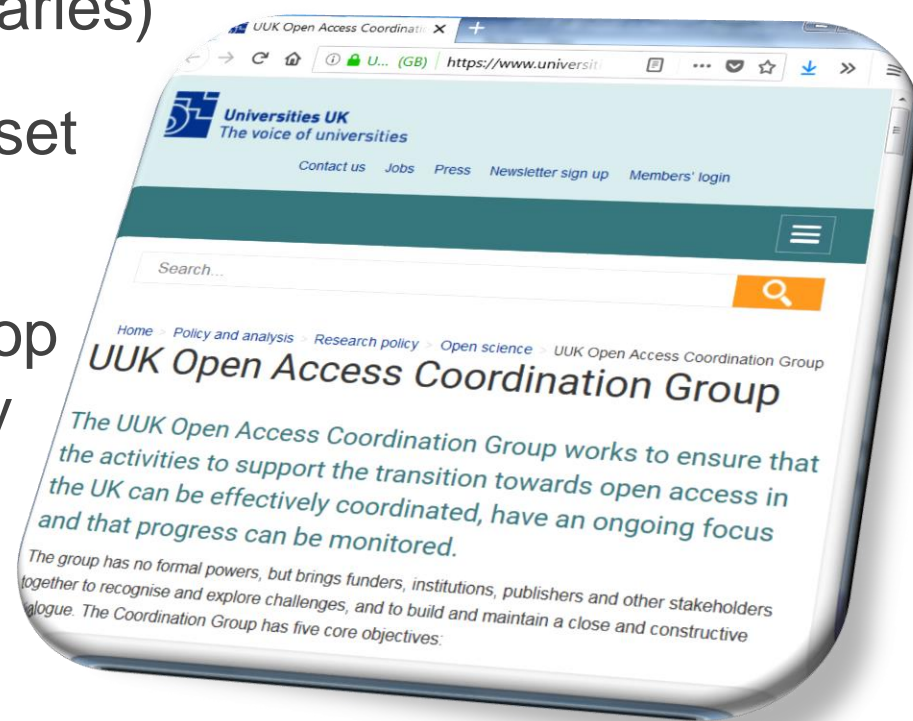 set
UUK Open Access Coordinati
U... (GB) https://www.universit
Universities UK
The voice of universities
Contact us Jobs Press Newsletter sign up Members' login
Search...
Home > Policy and analysis > Research policy > Open science > UUK Open Access Coordination Group
UUK Open Access Coordination Group
The UUK Open Access Coordination Group works to ensure that
the activities to support the transition towards open access in
the UK can be effectively coordinated, have an ongoing focus
and that progress can be monitored.
The group has no formal powers, but brings funders, institutions, publishers and other stakeholders
together to recognise and explore challenges, and to build and maintain a close and constructive
alogue. The Coordination Group has five core objectives: